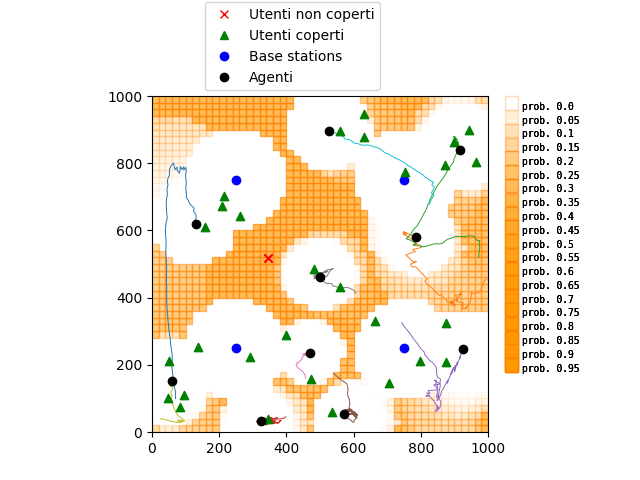 Utenti non coperti
Utenti coperti
Base stations
Agenti
1000
800
600
400
200
0
0
200
400
600
800
1000
prob. 0.0
prob. 0.05
prob. 0.1
prob. 0.15
prob. 0.2
prob. 0.25
prob. 0.3
prob. 0.35
prob. 0.4
prob. 0.45
prob. 0.5
prob. 0.55
prob. 0.6
prob. 0.65
prob. 0.7
prob. 0.75
prob. 0.8
prob. 0.85
prob. 0.9
prob. 0.95